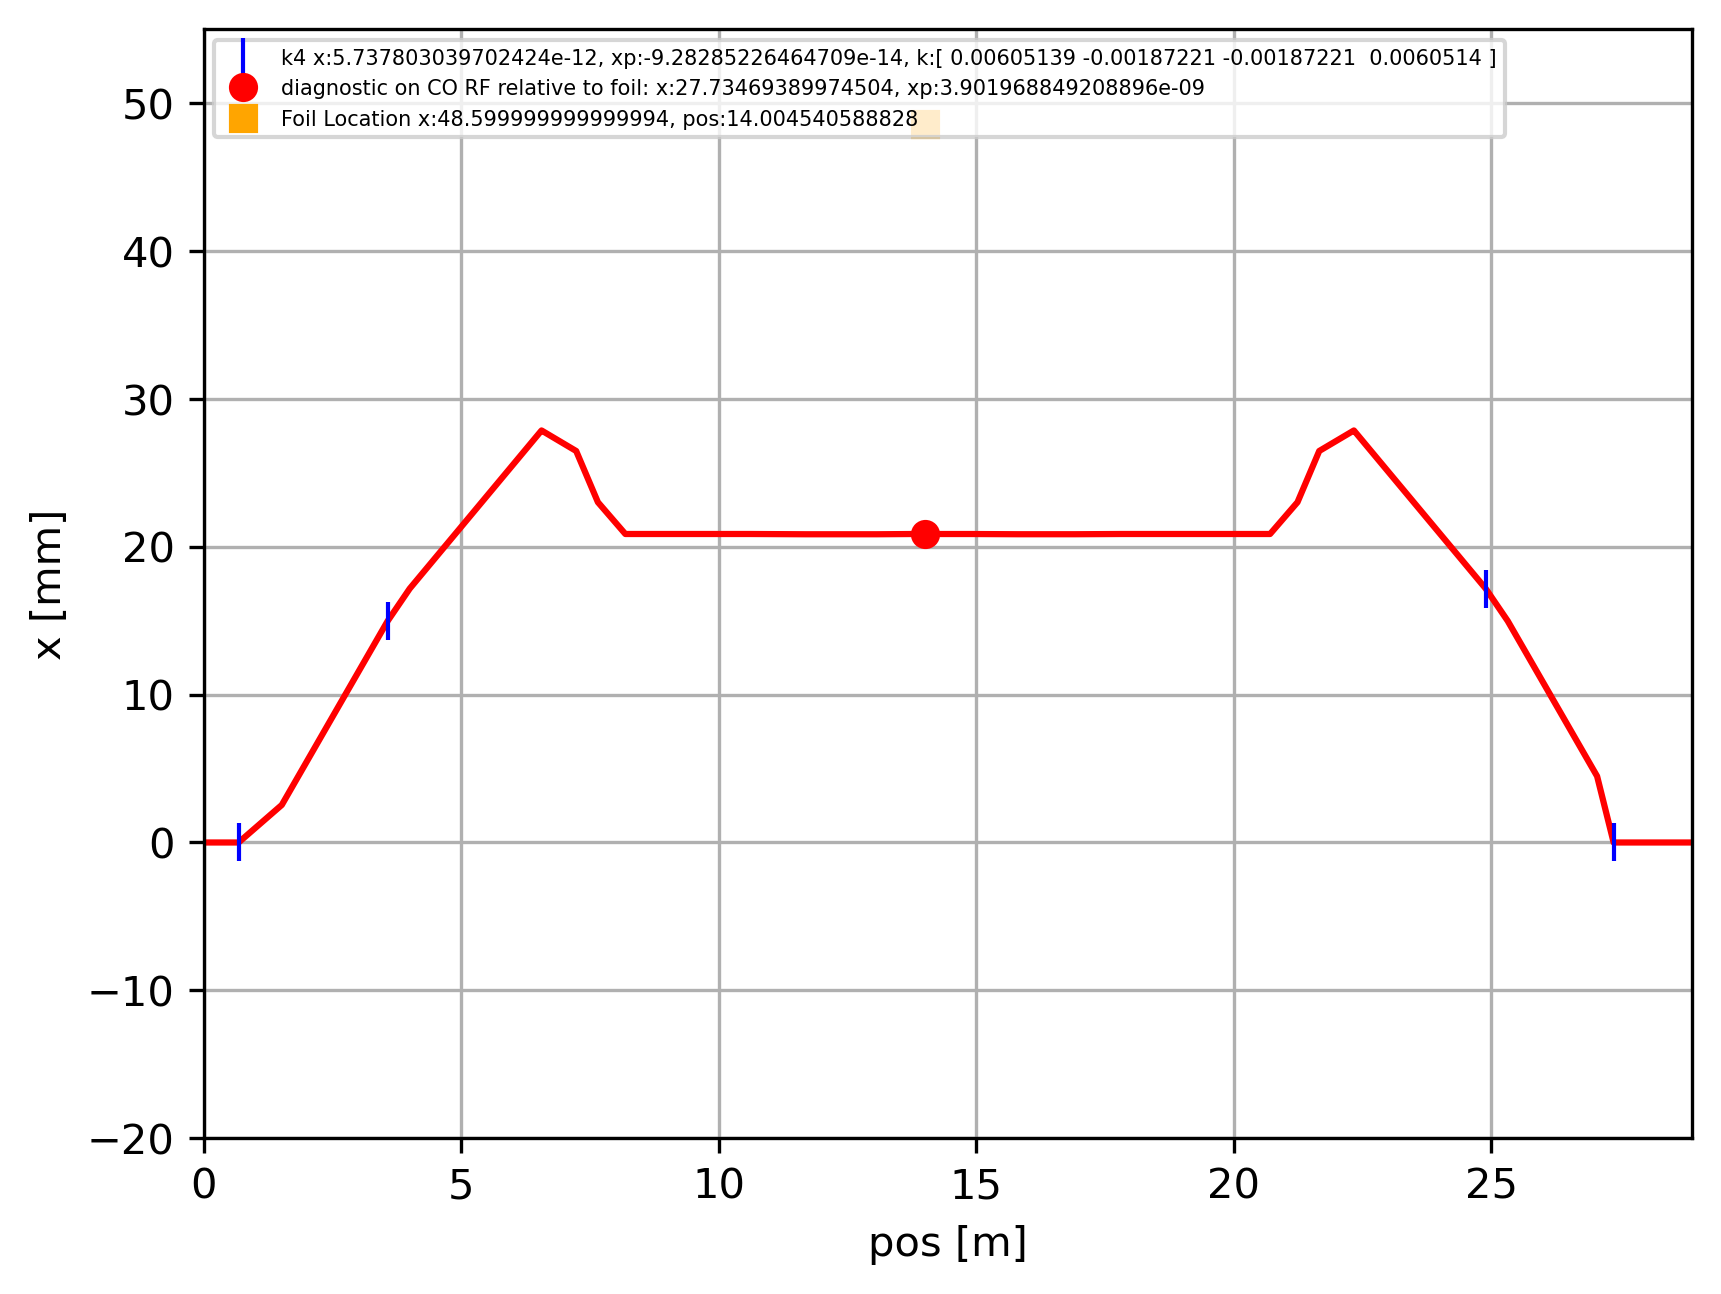 k4 x:5.737803039702424e-12, xp:-9.28285226464709e-14, k:[ 0.00605139 -0.00187221 -0.00187221  0.0060514 ]
diagnostic on CO RF relative to foil: x:27.73469389974504, xp:3.901968849208896e-09
Foil Location x:48.599999999999994, pos:14.004540588828
50
40
30
20
10
0
−10
−20
x [mm]
0 5 10 15 20 25
pos [m]